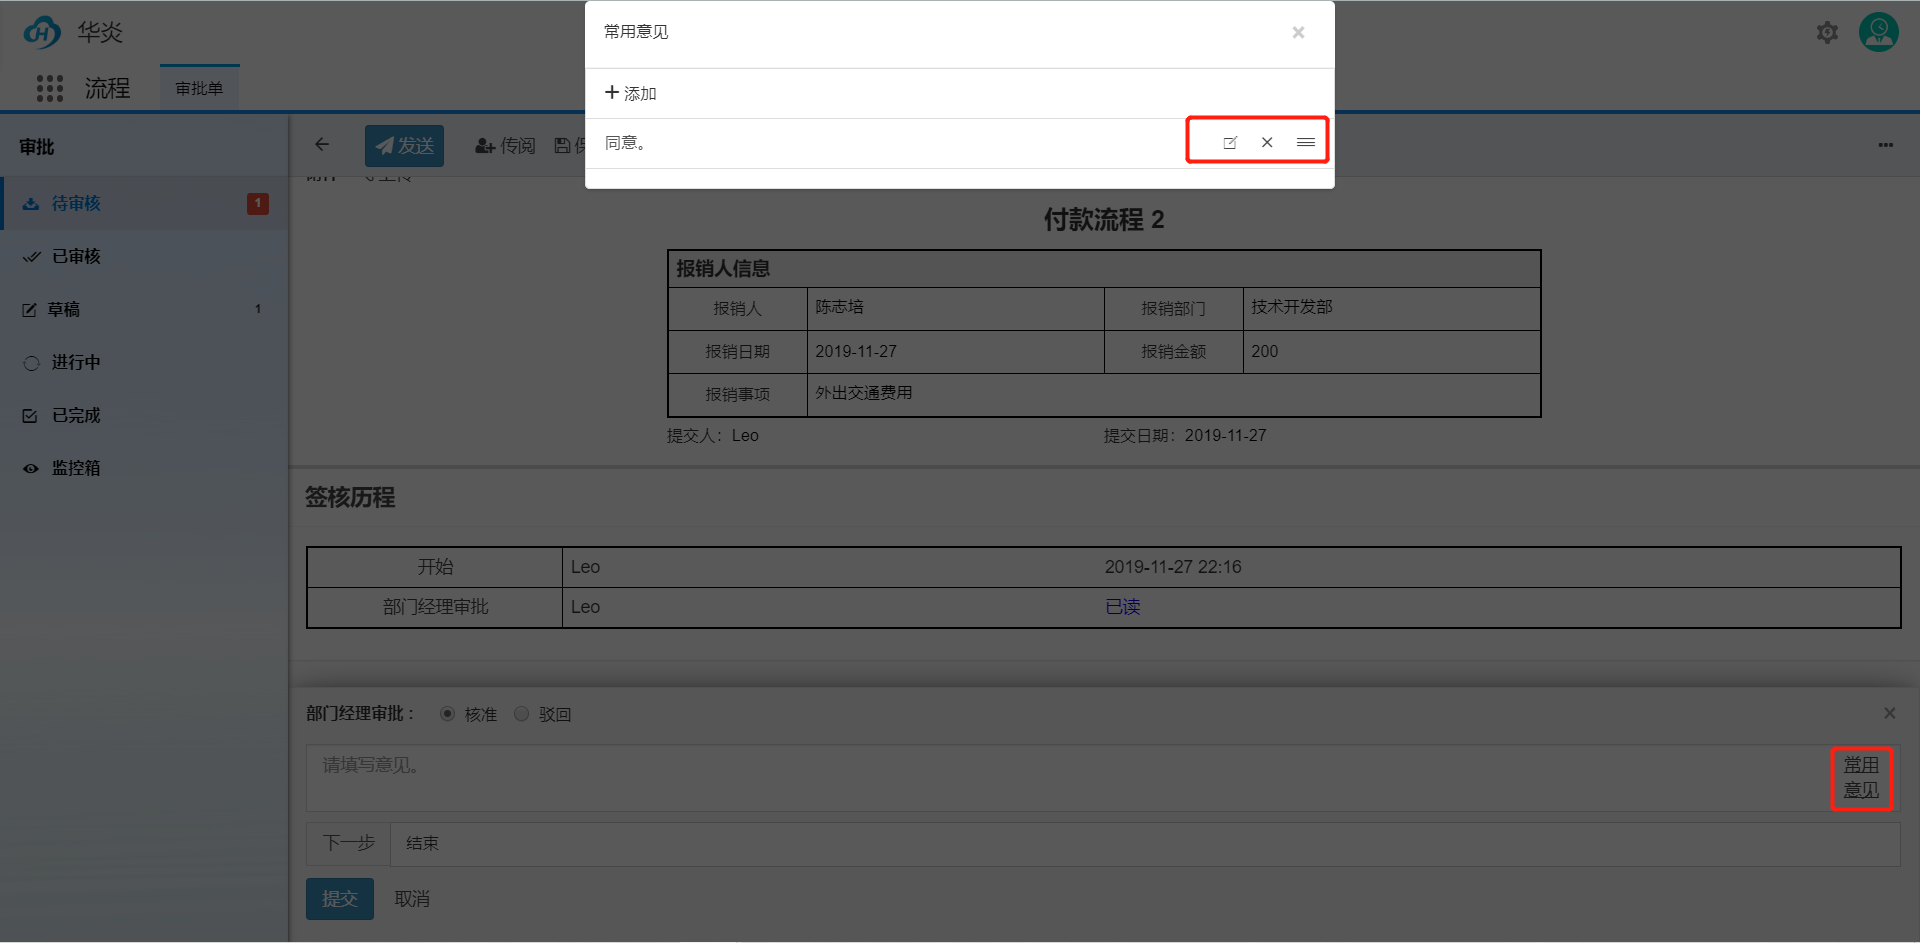 华炎
流程
审批单
常用意见
添加
同意。
审批
待审核 1
已审核
草稿 1
进行中
已完成
监控箱
发送 传阅
付款流程 2
报销人信息
报销人 陈志培 报销部门 技术开发部
报销日期 2019-11-27 报销金额 200
报销事项 外出交通费用
提交人：Leo 提交日期：2019-11-27
签核历程
开始 Leo 2019-11-27 22:16
部门经理审批 Leo 已读
部门经理审批： 核准 驳回
请填写意见。
常用
意见
下一步 结束
提交 取消